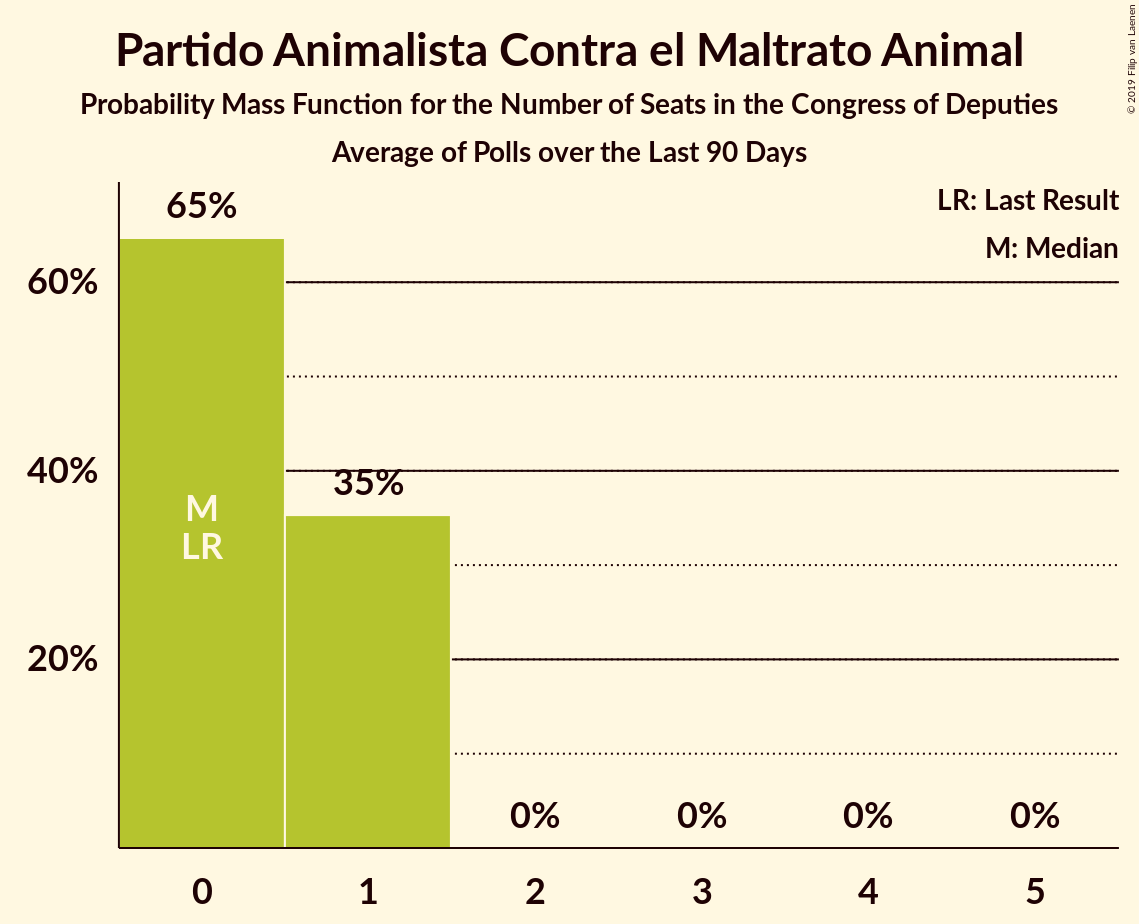 Partido Animalista Contra el Maltrato Animal
Probability Mass Function for the Number of Seats in the Congress of Deputies
Average of Polls over the Last 90 Days
© 2019 Filip van Laenen
LR: Last Result
M: Median
65%
60%
40%
35%
M
LR
20%
0% 0% 0% 0%
0 1 2 3 4 5